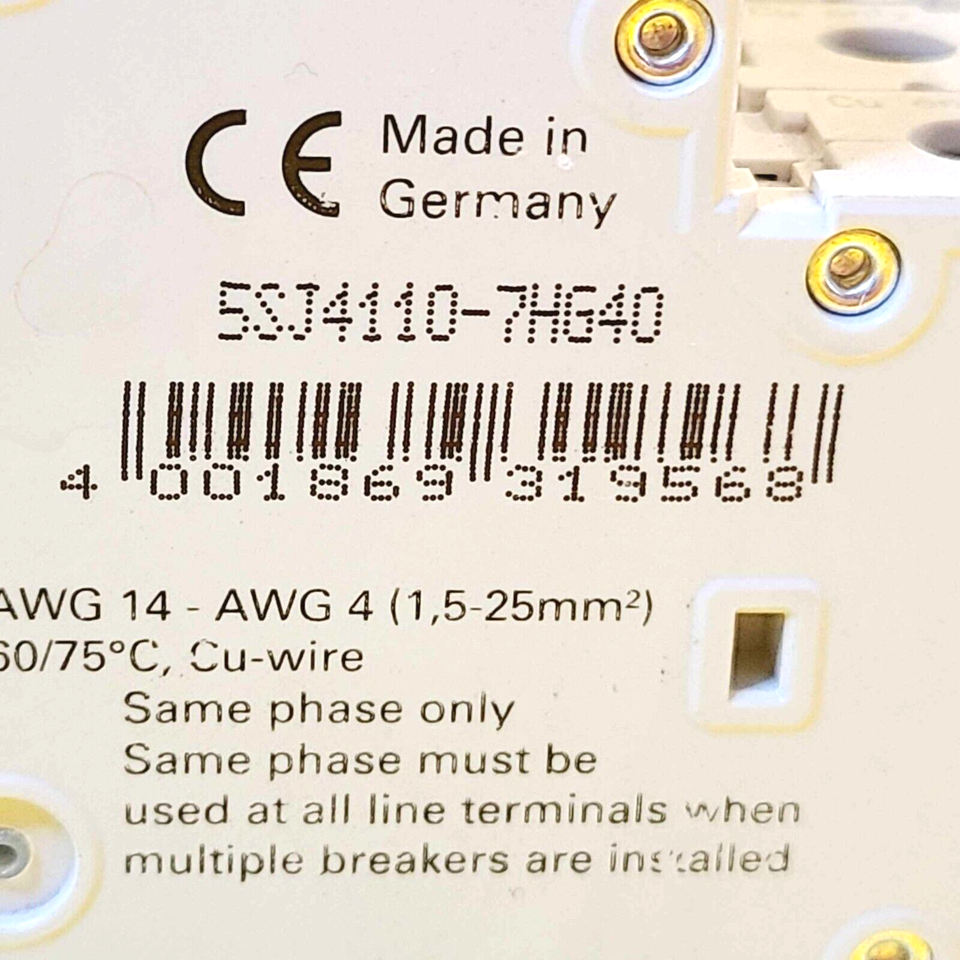 CE Made in
Germany
5SJ4110-7HG40
4 001869 319568
AWG 14 - AWG 4 (1,5-25mm²)
60/75°C, Cu-wire
Same phase only
Same phase must be
used at all line terminals when
multiple breakers are installed